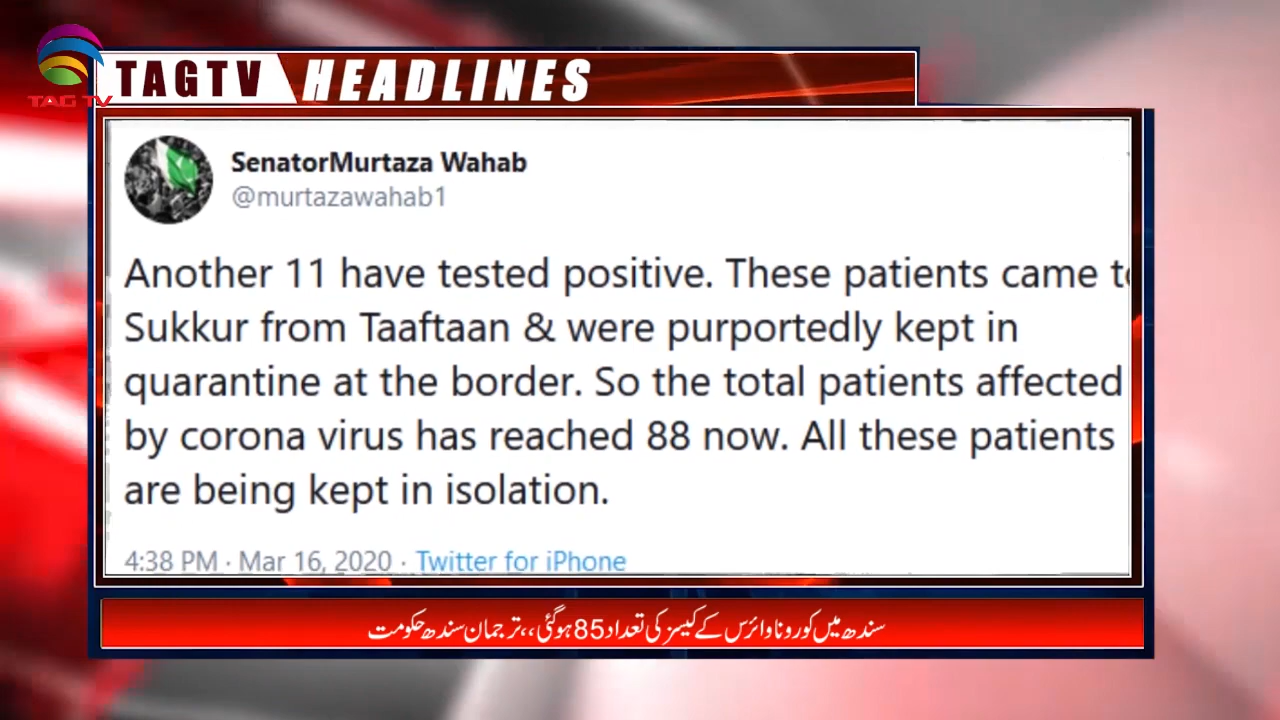 TAG TV
TAGTV HEADLINES
SenatorMurtaza Wahab
@murtazawahab1
Another 11 have tested positive. These patients came to
Sukkur from Taaftaan & were purportedly kept in
quarantine at the border. So the total patients affected
by corona virus has reached 88 now. All these patients
are being kept in isolation.
4:38 PM · Mar 16, 2020 · Twitter for iPhone
سندھ میں کورونا وائرس کے کیسز کی تعداد 85 ہوگئی،،ترجمان سندھ حکومت